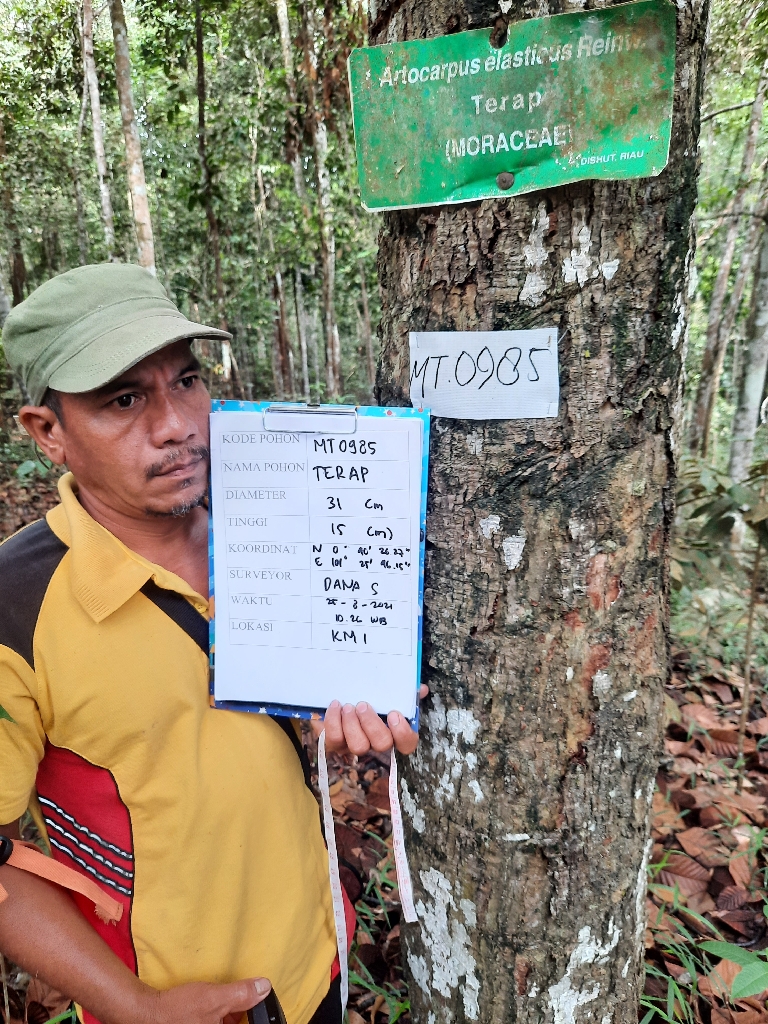 Artocarpus elasticus Reinw.
Terap
(MORACEAE)
DISHUT. RIAU
MT.0985
KODE POHON MT0985
NAMA POHON TERAP
DIAMETER 31 Cm
TINGGI 15 (m)
KOORDINAT N 0° 40' 26.27"
E 101° 25' 46.15"
SURVEYOR DANA S
WAKTU 25-8-2021
10.26 WIB
LOKASI KM 1